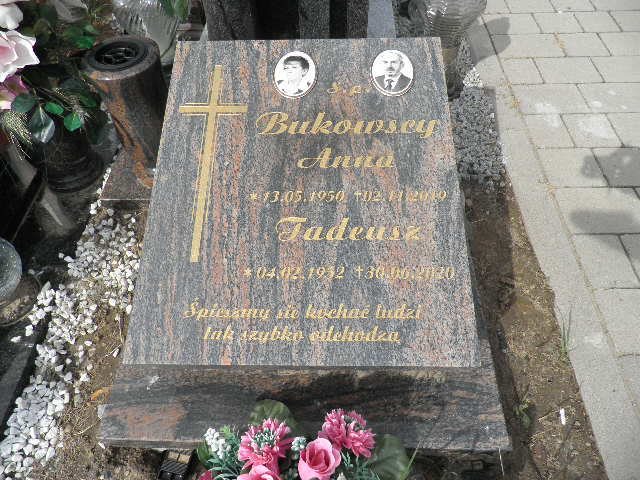 Ś. P.
Bukowscy
Anna
* 13.05.1950 † 02.11.2019
Tadeusz
* 04.02.1952 † 30.06.2020
Śpieszmy się kochać ludzi
tak szybko odchodzą